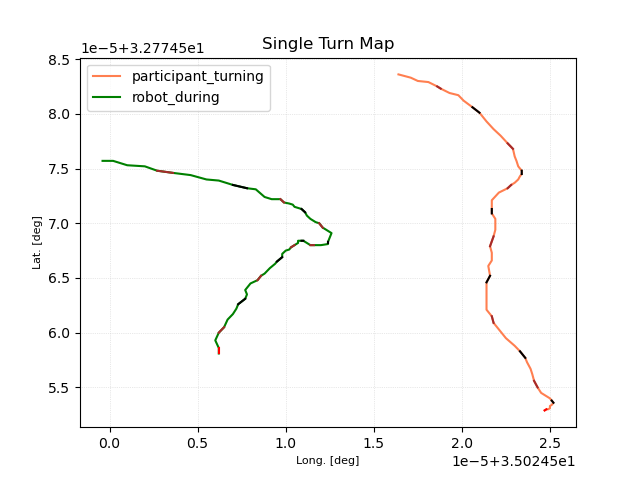 Single Turn Map
1e−5+3.27745e1
participant_turning
robot_during
8.5
8.0
7.5
7.0
6.5
6.0
5.5
Lat. [deg]
0.0 0.5 1.0 1.5 2.0 2.5
Long. [deg]
1e−5+3.50245e1